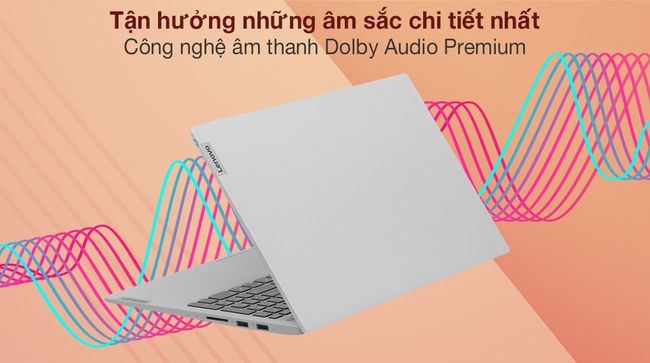 Tận hưởng những âm sắc chi tiết nhất
Công nghệ âm thanh Dolby Audio Premium
Lenovo